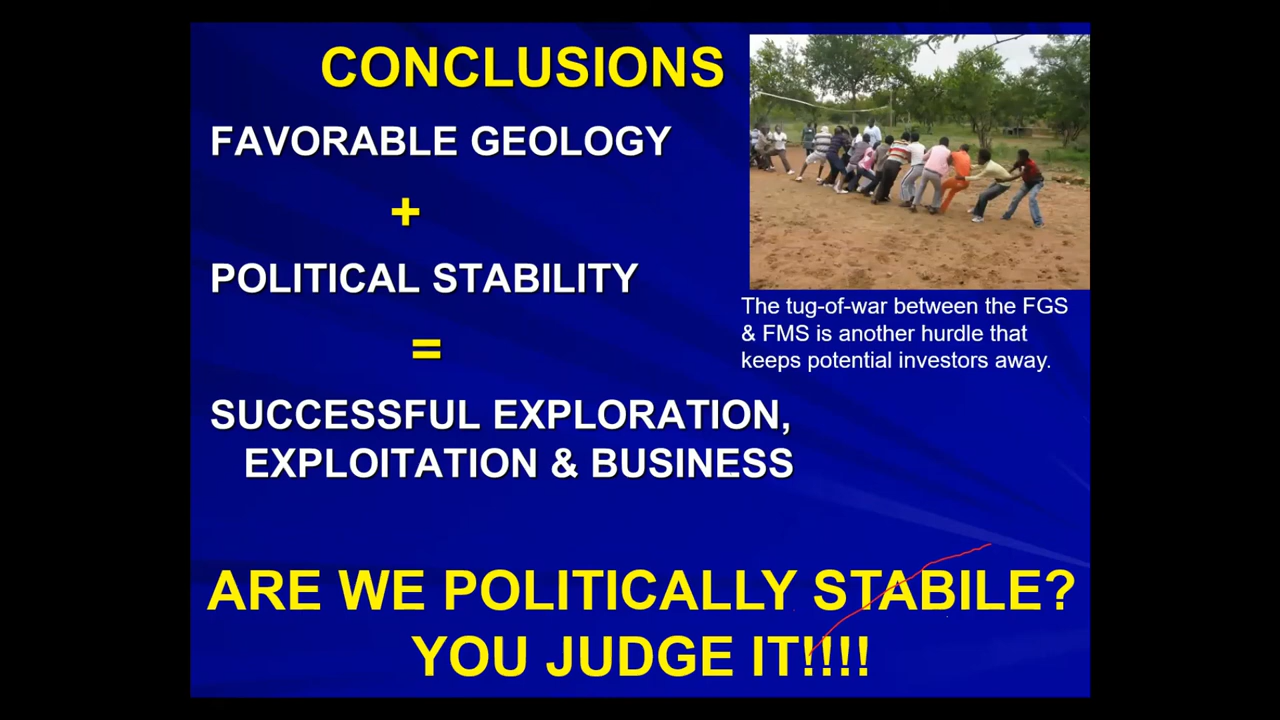 CONCLUSIONS
FAVORABLE GEOLOGY
+
POLITICAL STABILITY
=
SUCCESSFUL EXPLORATION,
EXPLOITATION & BUSINESS
The tug-of-war between the FGS
& FMS is another hurdle that
keeps potential investors away.
ARE WE POLITICALLY STABILE?
YOU JUDGE IT!!!!